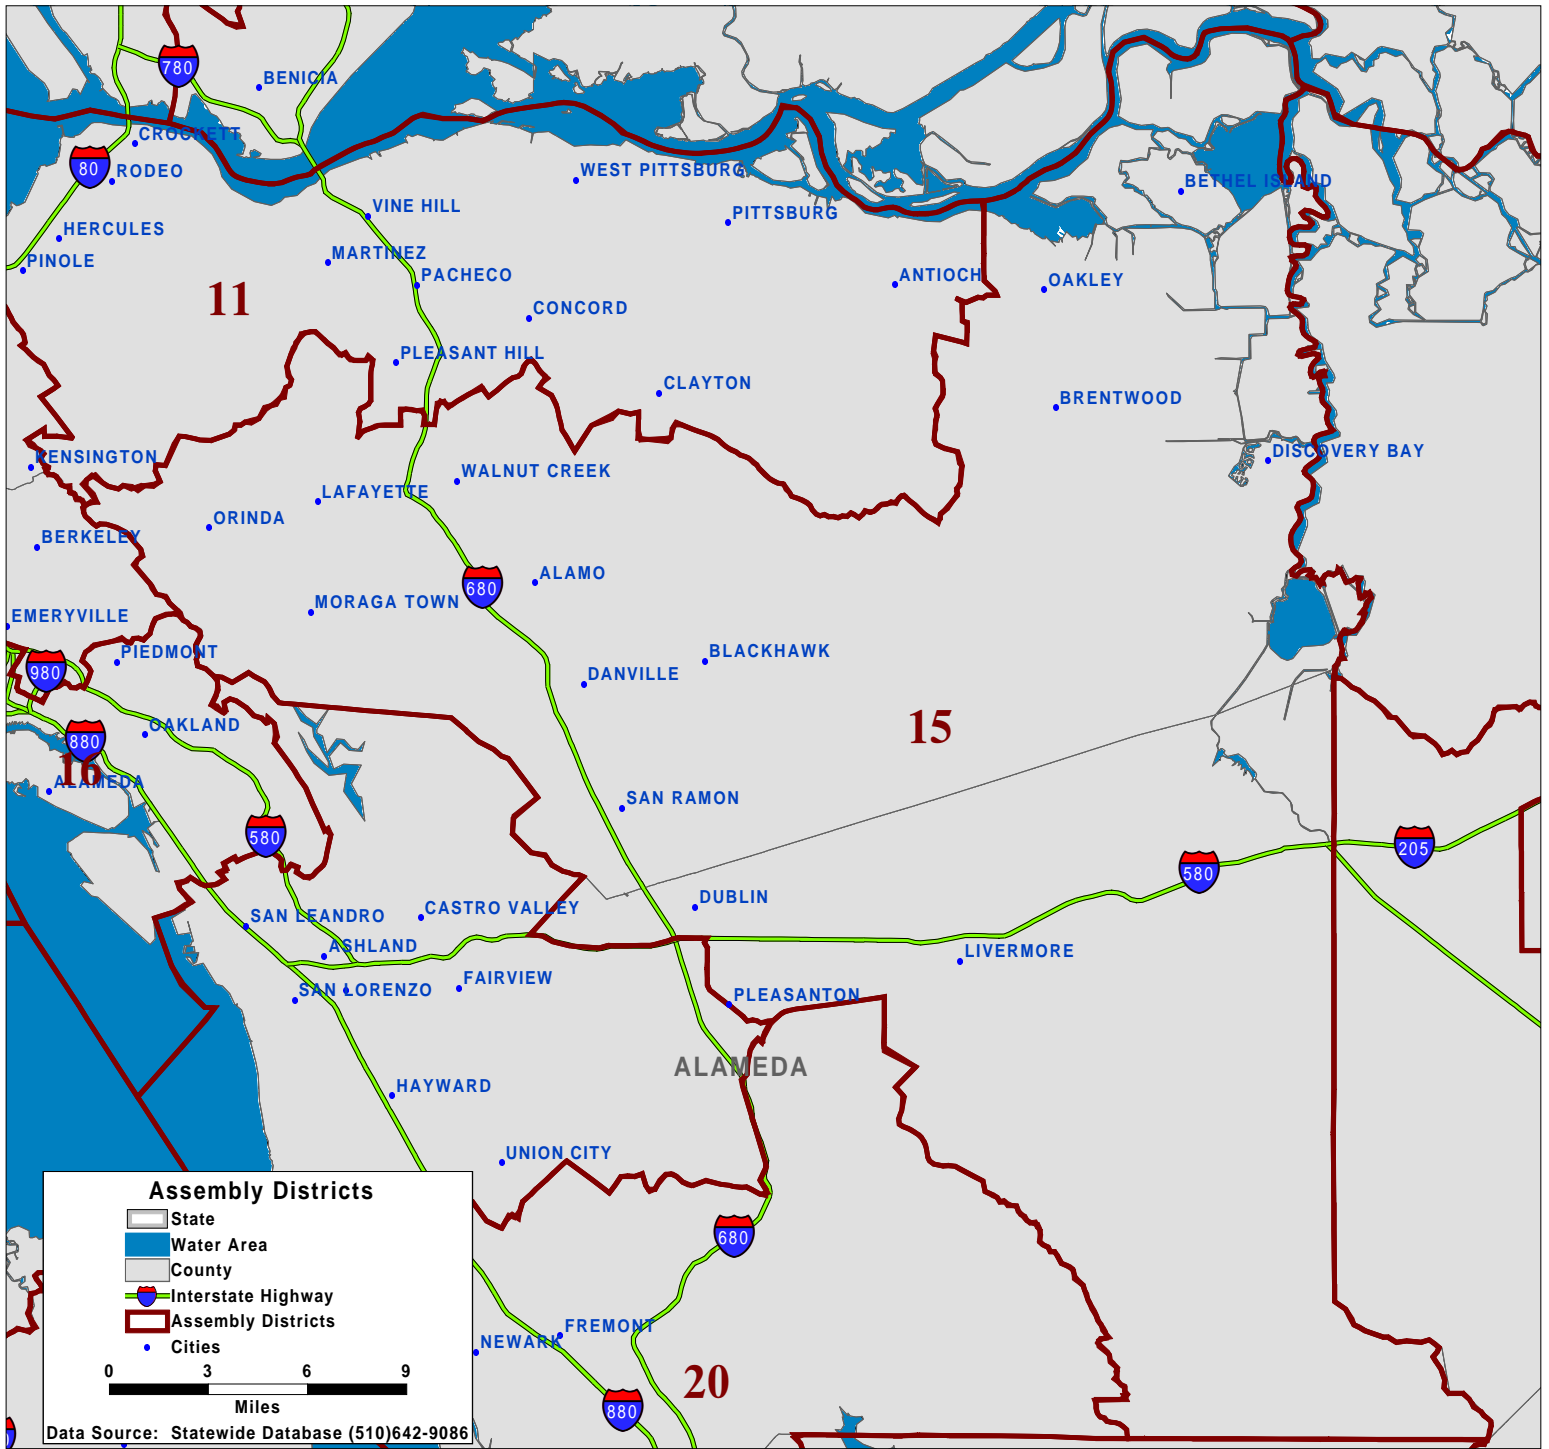 780
BENICIA
CROCKETT
80
RODEO
WEST PITTSBURG
BETHEL ISLAND
VINE HILL
PITTSBURG
HERCULES
MARTINEZ
PINOLE
PACHECO
ANTIOCH
OAKLEY
11
CONCORD
PLEASANT HILL
CLAYTON
BRENTWOOD
KENSINGTON
DISCOVERY BAY
WALNUT CREEK
LAFAYETTE
ORINDA
BERKELEY
ALAMO
680
MORAGA TOWN
EMERYVILLE
PIEDMONT
BLACKHAWK
980
DANVILLE
OAKLAND
15
880
16
ALAMEDA
SAN RAMON
580
205
580
DUBLIN
CASTRO VALLEY
SAN LEANDRO
ASHLAND
LIVERMORE
FAIRVIEW
SAN LORENZO
PLEASANTON
ALAMEDA
HAYWARD
UNION CITY
680
FREMONT
NEWARK
20
880
Assembly Districts
State
Water Area
County
Interstate Highway
Assembly Districts
Cities
0 3 6 9
Miles
Data Source: Statewide Database (510)642-9086